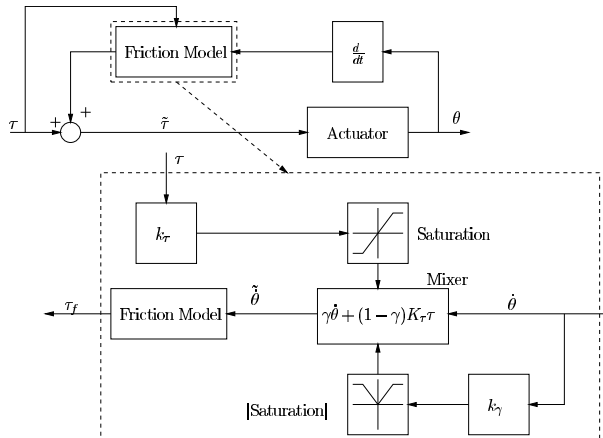 Friction Model
d/dt
+
+
τ
τ̃
Actuator
θ
τ
k_τ
Saturation
Mixer
τ_f
Friction Model
θ̇̃
γθ̇ + (1 − γ)K_τ τ
θ̇
|Saturation|
k_γ